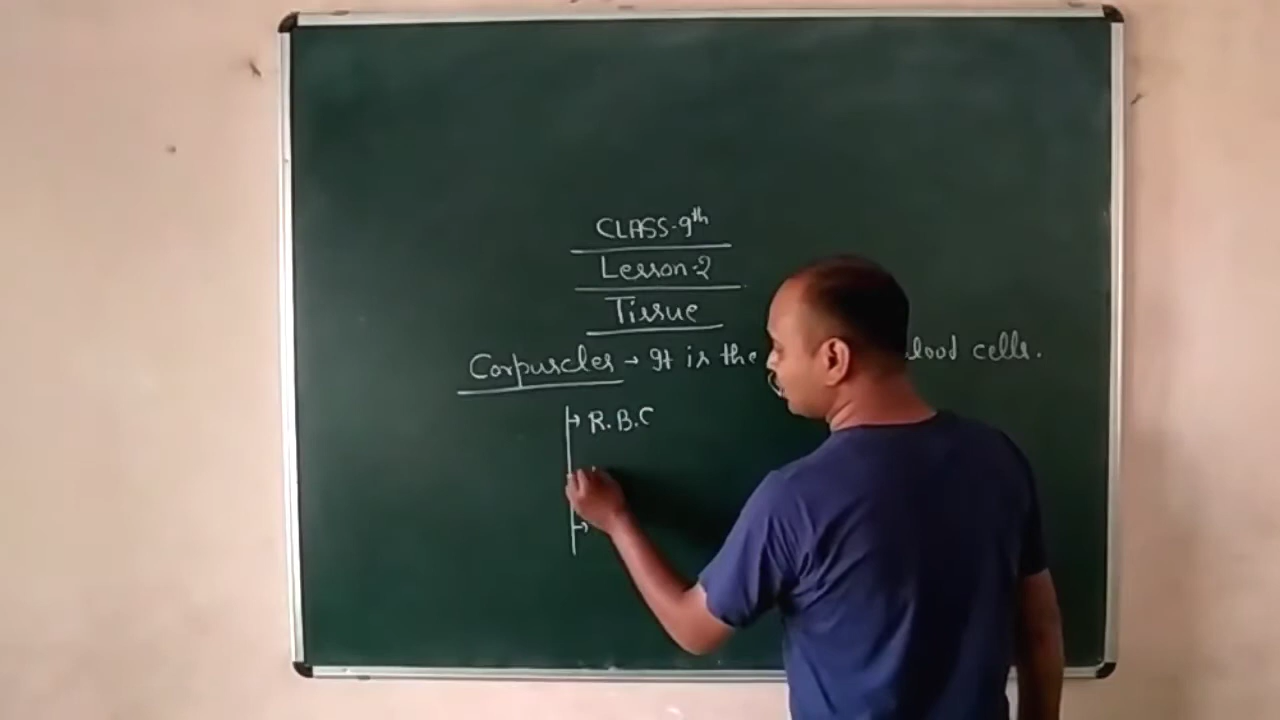 CLASS-9th
Lesson-2
Tissue
Corpuscles → It is the lood cells.
→ R.B.C
→